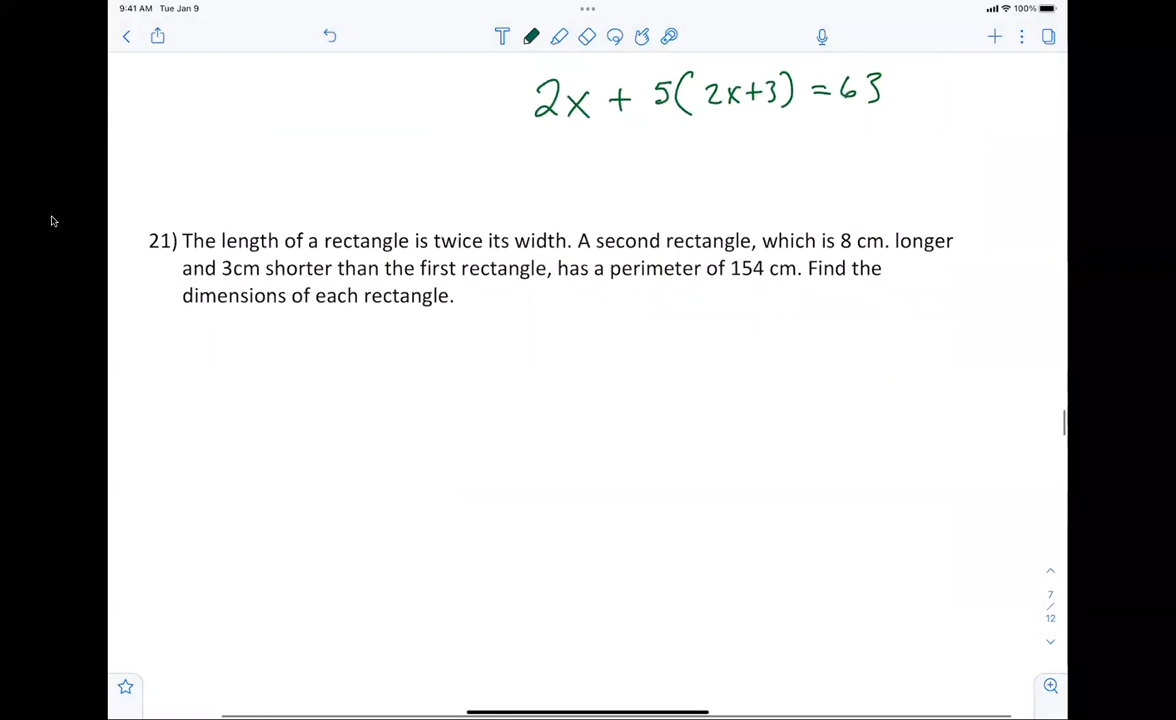 9:41 AM Tue Jan 9
100%
2x + 5(2x+3) = 63
21) The length of a rectangle is twice its width. A second rectangle, which is 8 cm. longer
and 3cm shorter than the first rectangle, has a perimeter of 154 cm. Find the
dimensions of each rectangle.
7
/
12